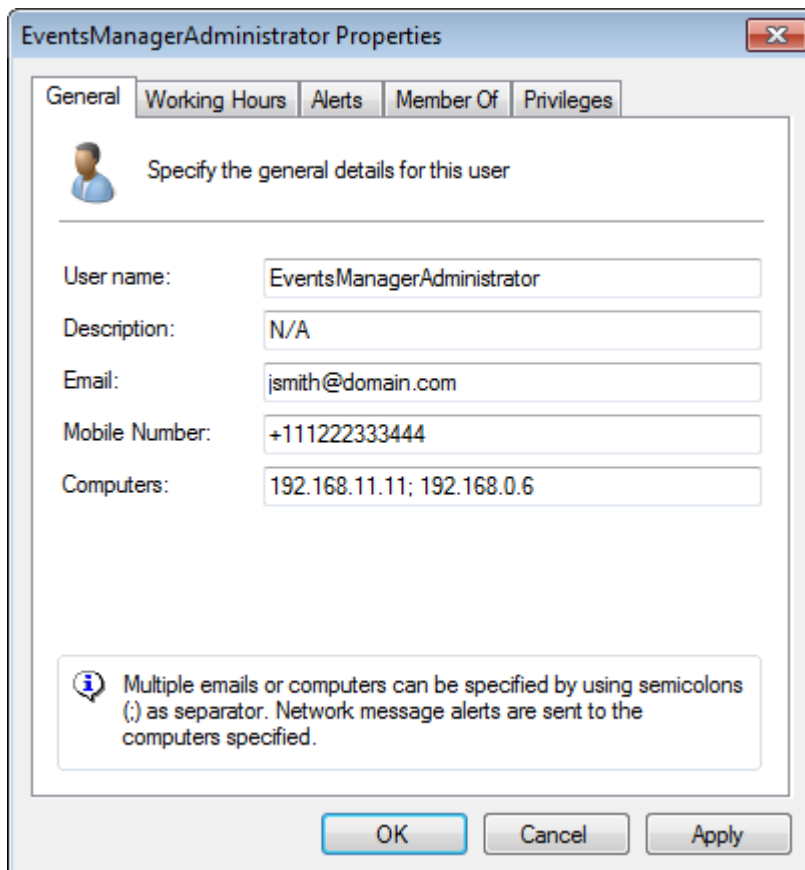 EventsManagerAdministrator Properties
General Working Hours Alerts Member Of Privileges
Specify the general details for this user
User name: EventsManagerAdministrator
Description: N/A
Email: jsmith@domain.com
Mobile Number: +111222333444
Computers: 192.168.11.11; 192.168.0.6
Multiple emails or computers can be specified by using semicolons
(;) as separator. Network message alerts are sent to the
computers specified.
OK Cancel Apply